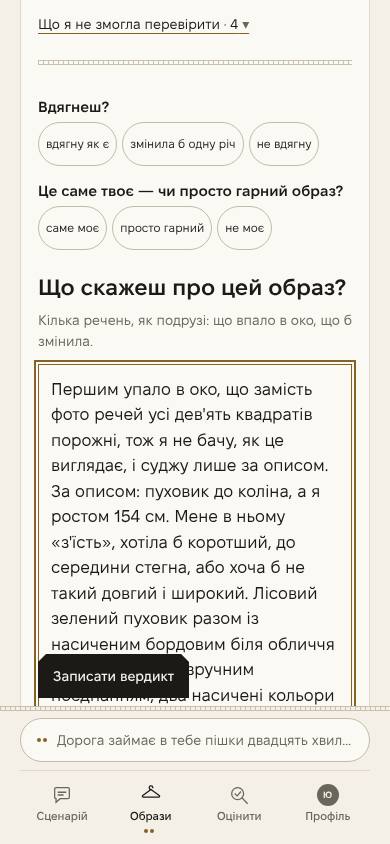 Що я не змогла перевірити · 4 ▾
Вдягнеш?
вдягну як є
змінила б одну річ
не вдягну
Це саме твоє — чи просто гарний образ?
саме моє
просто гарний
не моє
Що скажеш про цей образ?
Кілька речень, як подрузі: що впало в око, що б
змінила.
Першим упало в око, що замість
фото речей усі дев'ять квадратів
порожні, тож я не бачу, як це
виглядає, і суджу лише за описом.
За описом: пуховик до коліна, а я
ростом 154 см. Мене в ньому
«з'їсть», хотіла б коротший, до
середини стегна, або хоча б не
такий довгий і широкий. Лісовий
зелений пуховик разом із
насиченим бордовим біля обличчя
зручним
Записати вердикт
два насичені кольори
Дорога займає в тебе пішки двадцять хвил...
Сценарій
Образи
Оцінити
Ю
Профіль